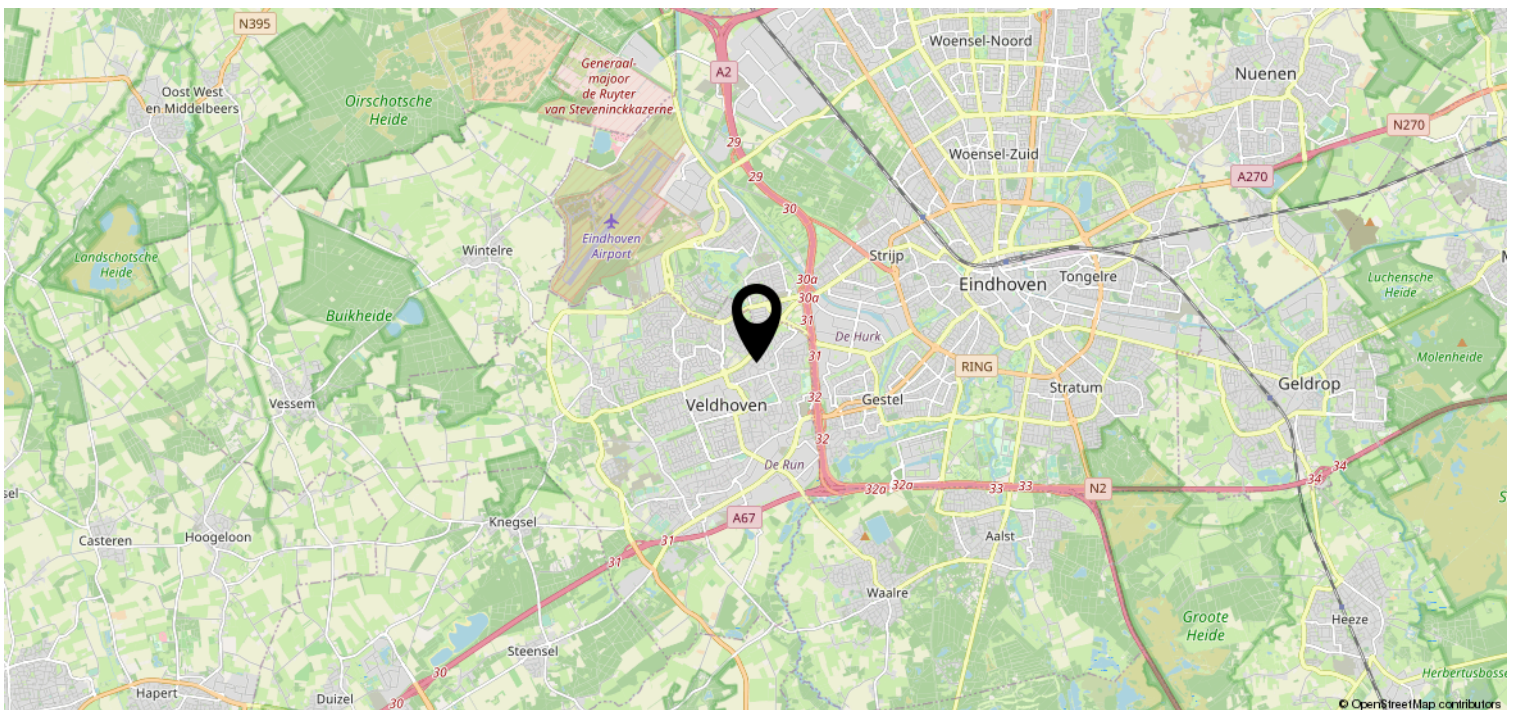 N395
Woensel-Noord
A2
Generaal-
majoor
de Ruyter
van Steveninckkazerne
Nuenen
Oost West
en Middelbeers
Oirschotsche
Heide
N270
29
Woensel-Zuid
29
A270
30
Eindhoven
Airport
Wintelre
Landschotsche
Heide
Strijp
30a
Eindhoven
Tongelre
Luchensche
Heide
30a
Buikheide
31
De Hurk
31
Molenheide
RING
Geldrop
Stratum
Vessem
Veldhoven
32
Gestel
32
De Run
34
34
32a
32a
33
33
N2
sel
A67
Knegsel
Casteren
Hoogeloon
31
31
Aalst
Waalre
Groote
Heide
Heeze
Steensel
30
Herbertusbosse
Hapert
Duizel
30
© OpenStreetMap contributors